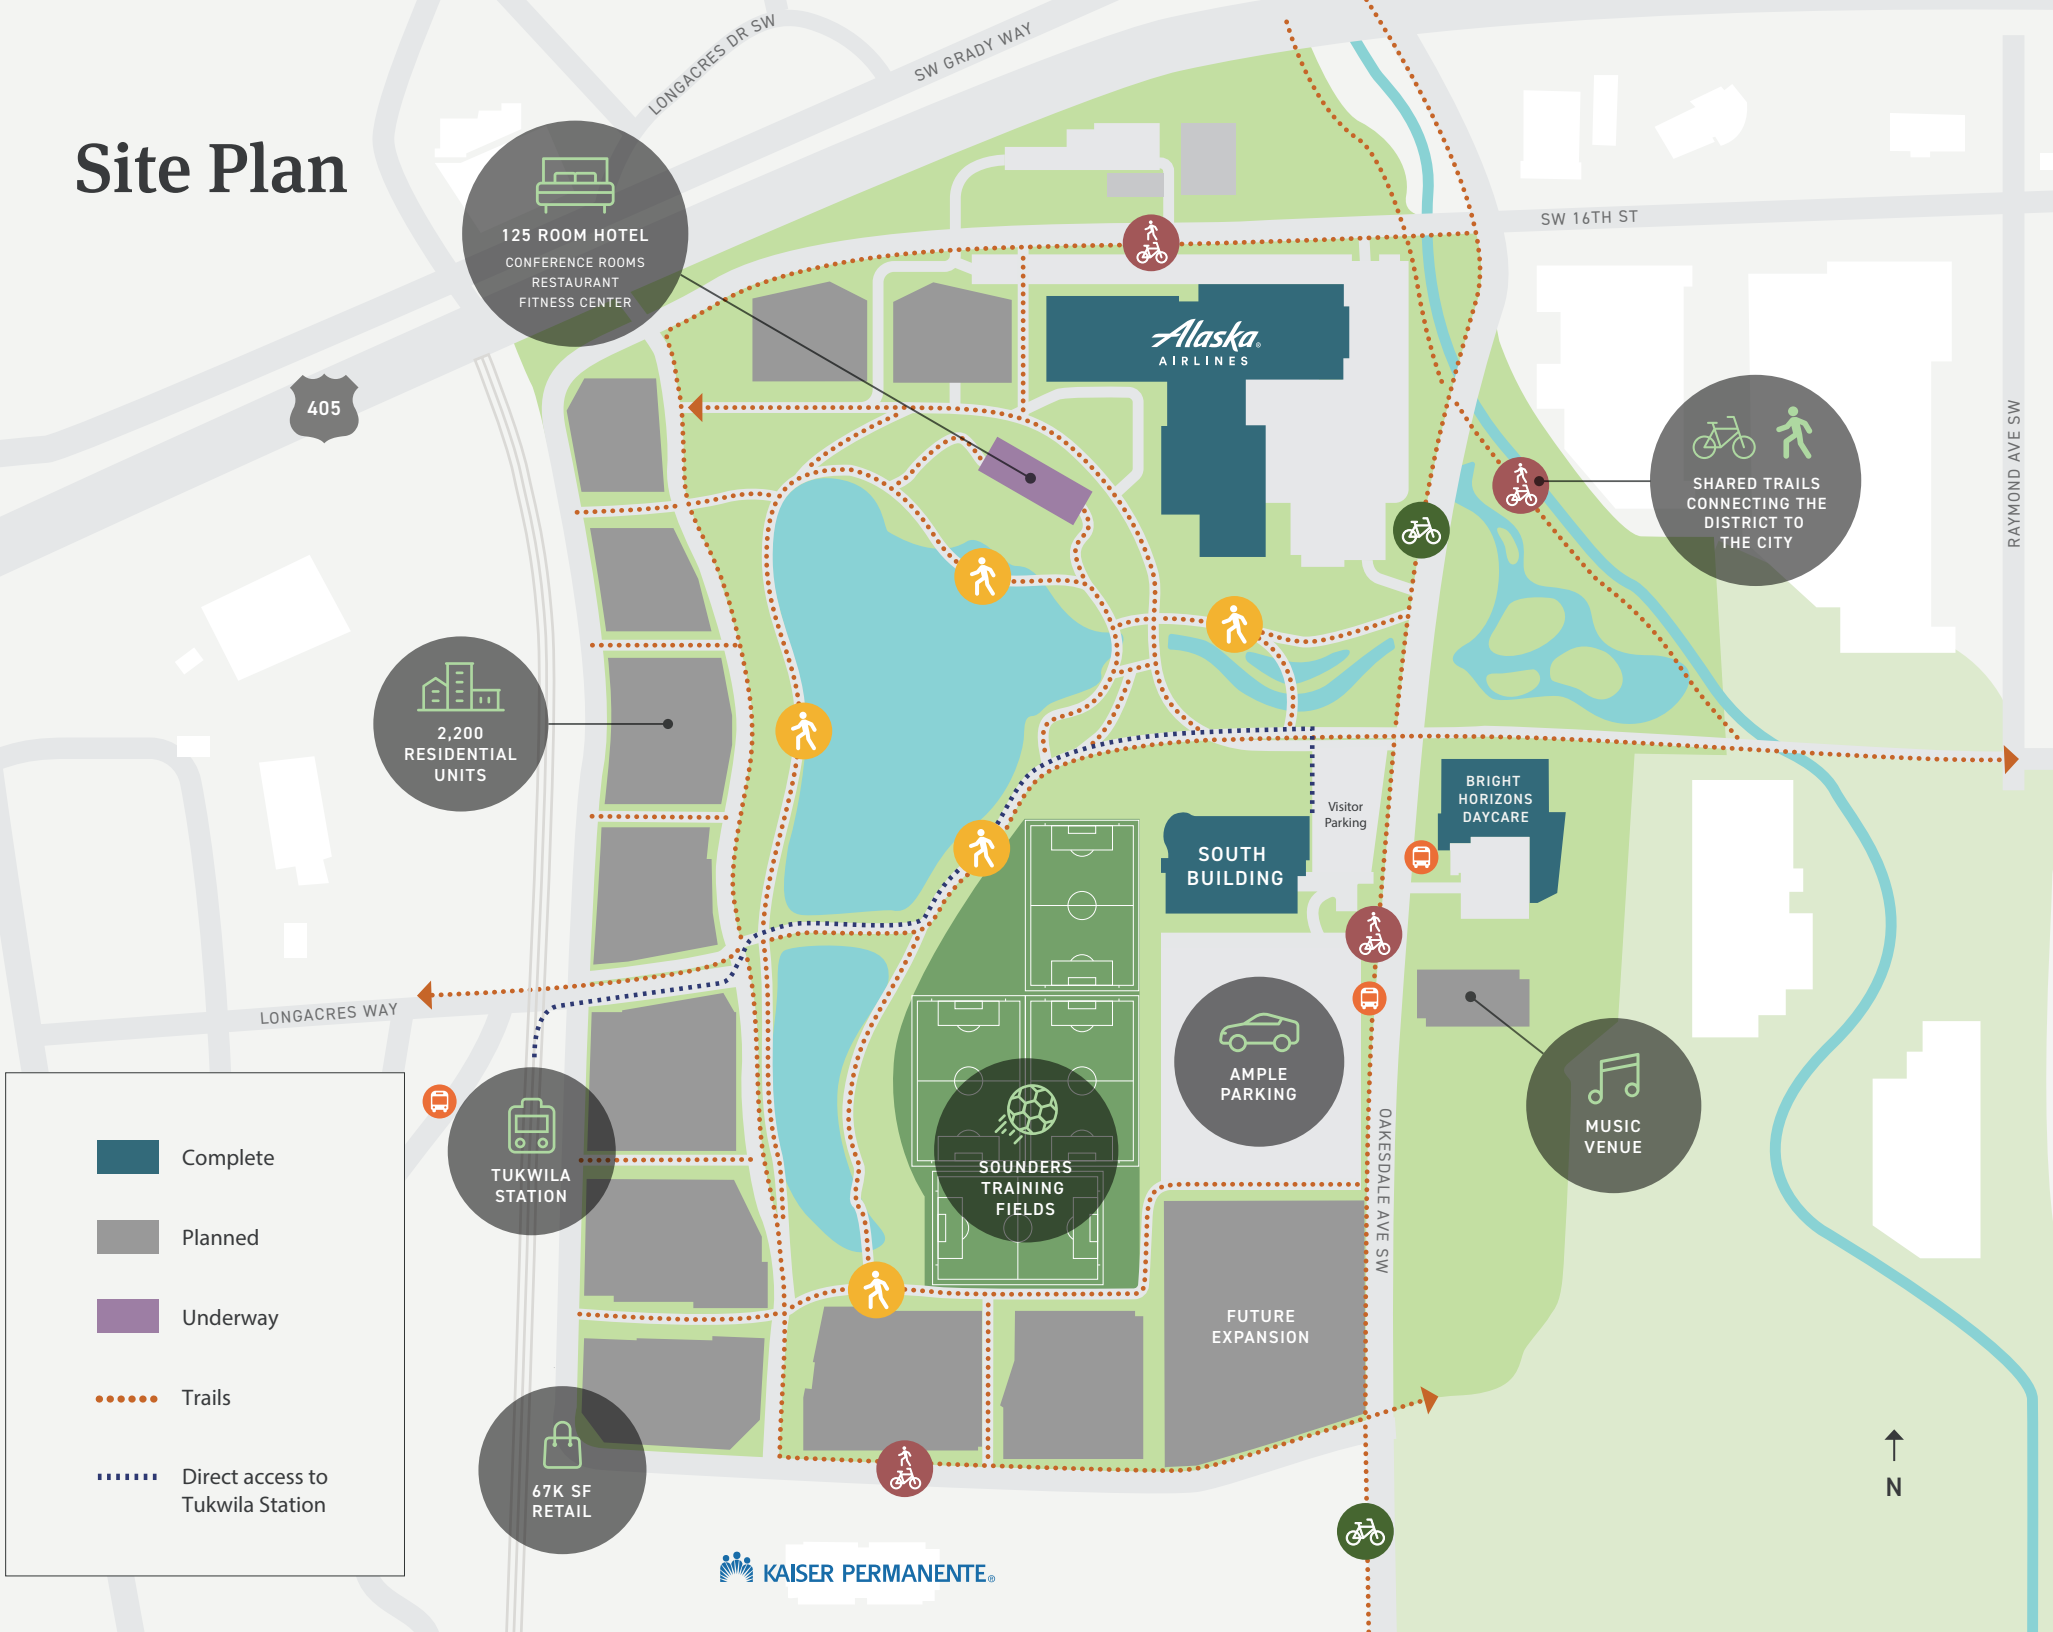 Site Plan
LONGACRES DR SW
SW GRADY WAY
125 ROOM HOTEL
CONFERENCE ROOMS
RESTAURANT
FITNESS CENTER
SW 16TH ST
405
Alaska®
AIRLINES
RAYMOND AVE SW
SHARED TRAILS
CONNECTING THE
DISTRICT TO
THE CITY
2,200
RESIDENTIAL
UNITS
BRIGHT
HORIZONS
DAYCARE
Visitor
Parking
SOUTH
BUILDING
LONGACRES WAY
AMPLE
PARKING
MUSIC
VENUE
TUKWILA
STATION
SOUNDERS
TRAINING
FIELDS
OAKESDALE AVE SW
FUTURE
EXPANSION
67K SF
RETAIL
Complete
Planned
Underway
Trails
Direct access to
Tukwila Station
N
KAISER PERMANENTE®